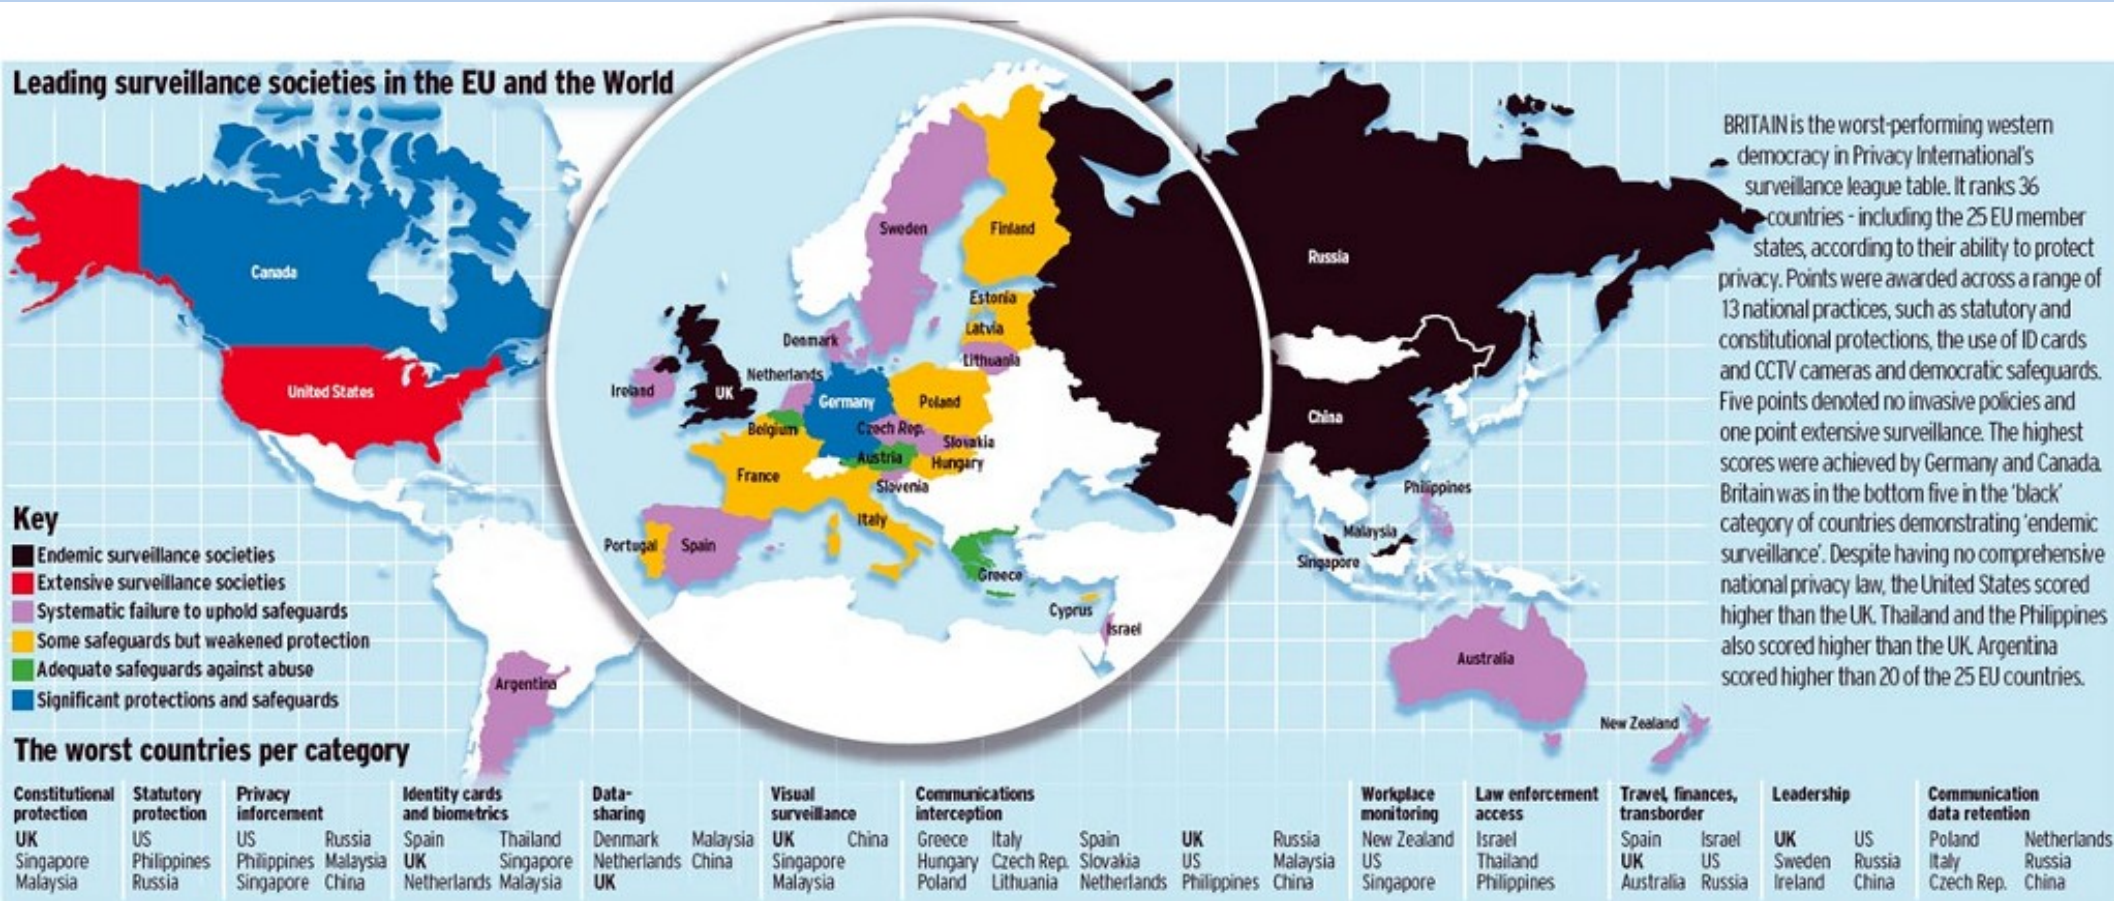 Leading surveillance societies in the EU and the World
Canada
United States
Argentina
Sweden
Finland
Estonia
Latvia
Lithuania
Denmark
Netherlands
Ireland
UK
Germany
Poland
Belgium
Czech Rep.
Slovakia
Austria
Hungary
France
Slovenia
Italy
Portugal
Spain
Greece
Cyprus
Israel
Russia
China
Philippines
Malaysia
Singapore
Australia
New Zealand
BRITAIN is the worst-performing western
democracy in Privacy International's
surveillance league table. It ranks 36
countries - including the 25 EU member
states, according to their ability to protect
privacy. Points were awarded across a range of
13 national practices, such as statutory and
constitutional protections, the use of ID cards
and CCTV cameras and democratic safeguards.
Five points denoted no invasive policies and
one point extensive surveillance. The highest
scores were achieved by Germany and Canada.
Britain was in the bottom five in the 'black'
category of countries demonstrating 'endemic
surveillance'. Despite having no comprehensive
national privacy law, the United States scored
higher than the UK. Thailand and the Philippines
also scored higher than the UK. Argentina
scored higher than 20 of the 25 EU countries.
Key
Endemic surveillance societies
Extensive surveillance societies
Systematic failure to uphold safeguards
Some safeguards but weakened protection
Adequate safeguards against abuse
Significant protections and safeguards
The worst countries per category
Constitutional
protection
UK
Singapore
Malaysia
Statutory
protection
US
Philippines
Russia
Privacy
inforcement
US Russia
Philippines Malaysia
Singapore China
Identity cards
and biometrics
Spain Thailand
UK Singapore
Netherlands Malaysia
Data-
sharing
Denmark Malaysia
Netherlands China
UK
Visual
surveillance
UK China
Singapore
Malaysia
Communications
interception
Greece Italy Spain UK Russia
Hungary Czech Rep. Slovakia US Malaysia
Poland Lithuania Netherlands Philippines China
Workplace
monitoring
New Zealand
US
Singapore
Law enforcement
access
Israel
Thailand
Philippines
Travel, finances,
transborder
Spain Israel
UK US
Australia Russia
Leadership
UK US
Sweden Russia
Ireland China
Communication
data retention
Poland Netherlands
Italy Russia
Czech Rep. China